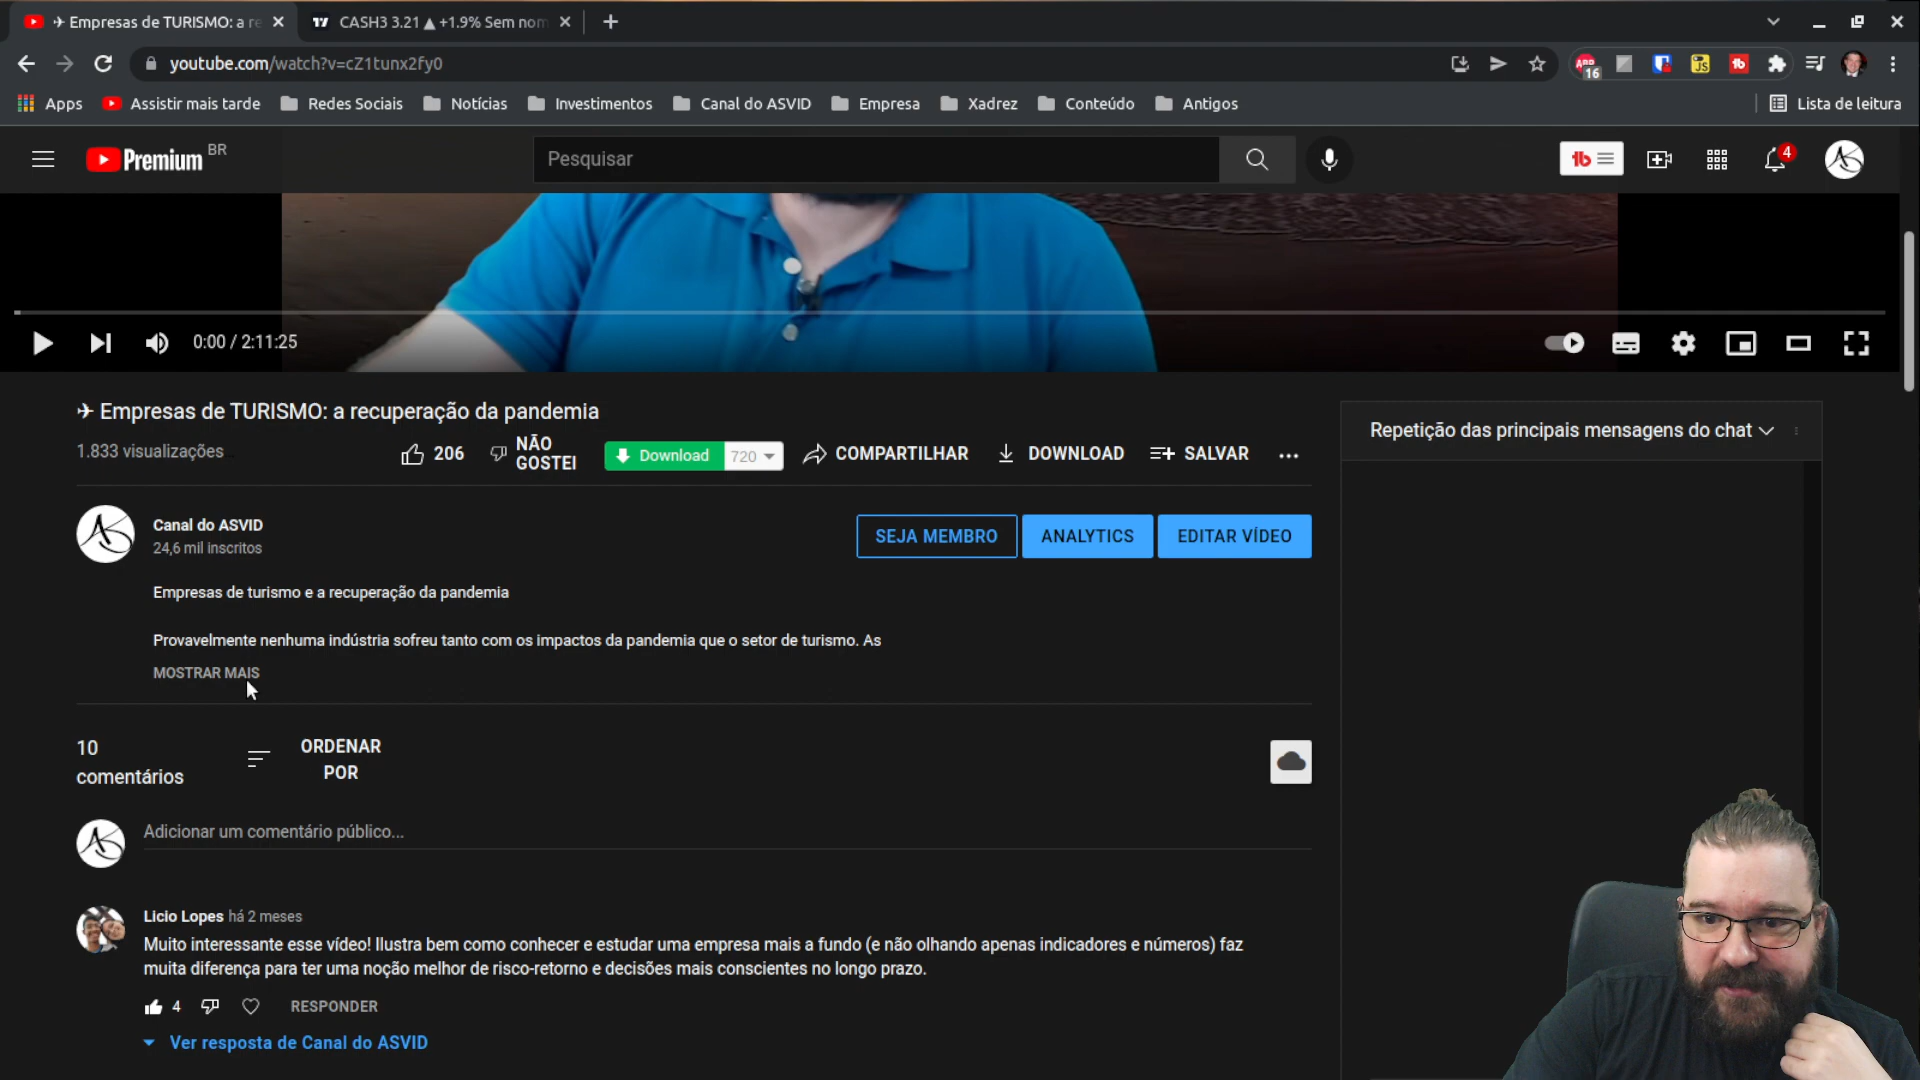 ✈ Empresas de TURISMO: a re
CASH3 3.21 ▲ +1.9% Sem nom
youtube.com/watch?v=cZ1tunx2fy0
16
JS
Apps
Assistir mais tarde
Redes Sociais
Notícias
Investimentos
Canal do ASVID
Empresa
Xadrez
Conteúdo
Antigos
Lista de leitura
Premium BR
Pesquisar
4
0:00 / 2:11:25
✈ Empresas de TURISMO: a recuperação da pandemia
Repetição das principais mensagens do chat
1.833 visualizações
206
NÃO
GOSTEI
Download 720
COMPARTILHAR
DOWNLOAD
SALVAR
Canal do ASVID
24,6 mil inscritos
SEJA MEMBRO
ANALYTICS
EDITAR VÍDEO
Empresas de turismo e a recuperação da pandemia
Provavelmente nenhuma indústria sofreu tanto com os impactos da pandemia que o setor de turismo. As
MOSTRAR MAIS
10
comentários
ORDENAR
POR
Adicionar um comentário público...
Licio Lopes há 2 meses
Muito interessante esse vídeo! Ilustra bem como conhecer e estudar uma empresa mais a fundo (e não olhando apenas indicadores e números) faz
muita diferença para ter uma noção melhor de risco-retorno e decisões mais conscientes no longo prazo.
4
RESPONDER
Ver resposta de Canal do ASVID